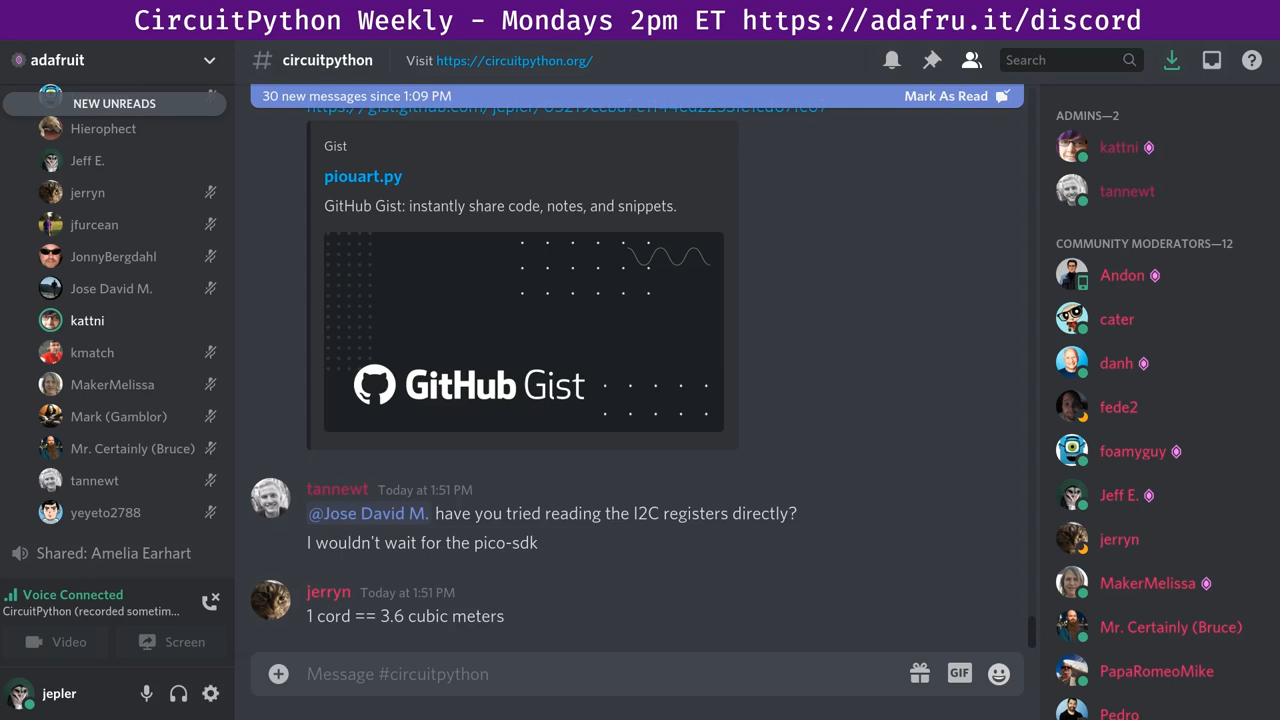 CircuitPython Weekly - Mondays 2pm ET https://adafru.it/discord
adafruit
NEW UNREADS
Hierophect
Jeff E.
jerryn
jfurcean
JonnyBergdahl
Jose David M.
kattni
kmatch
MakerMelissa
Mark (Gamblor)
Mr. Certainly (Bruce)
tannewt
yeyeto2788
Shared: Amelia Earhart
Voice Connected
CircuitPython (recorded sometim...
Video
Screen
jepler
# circuitpython
Visit https://circuitpython.org/
Search
30 new messages since 1:09 PM
Mark As Read
Gist
piouart.py
GitHub Gist: instantly share code, notes, and snippets.
GitHub Gist
tannewt Today at 1:51 PM
@Jose David M. have you tried reading the I2C registers directly?
I wouldn't wait for the pico-sdk
jerryn Today at 1:51 PM
1 cord == 3.6 cubic meters
Message #circuitpython
GIF
ADMINS—2
kattni
tannewt
COMMUNITY MODERATORS—12
Andon
cater
danh
fede2
foamyguy
Jeff E.
jerryn
MakerMelissa
Mr. Certainly (Bruce)
PapaRomeoMike
Pedro